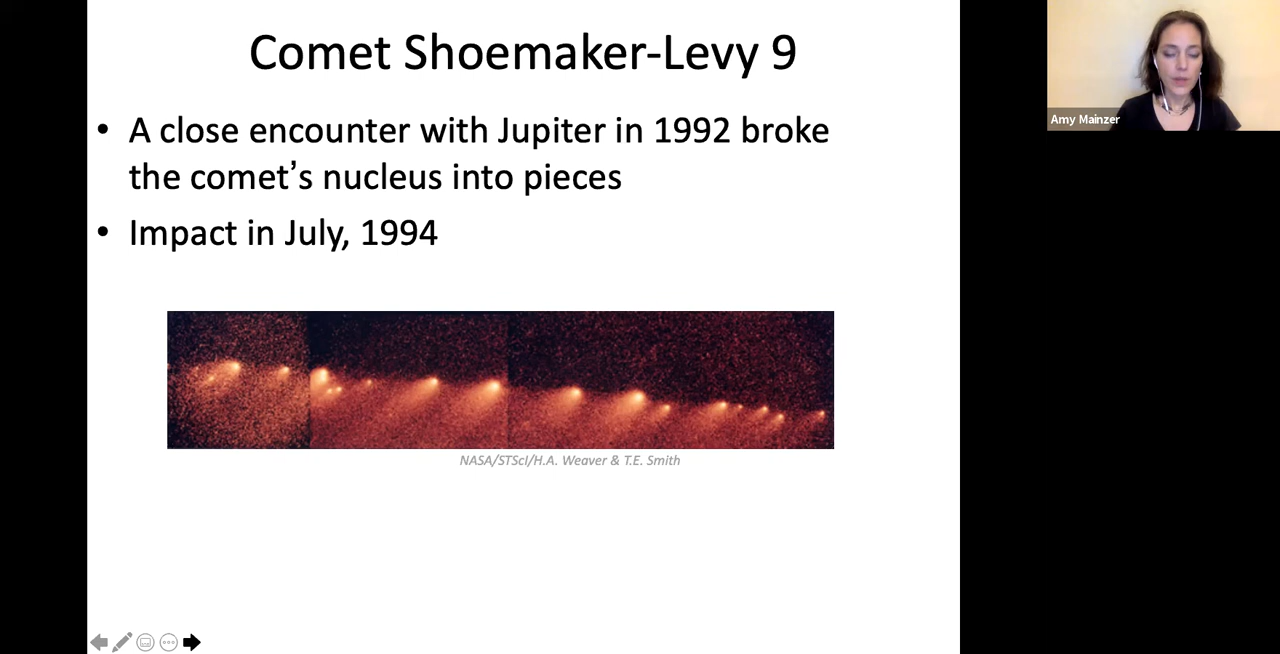 Comet Shoemaker-Levy 9
• A close encounter with Jupiter in 1992 broke
the comet’s nucleus into pieces
• Impact in July, 1994
NASA/STScI/H.A. Weaver & T.E. Smith
Amy Mainzer